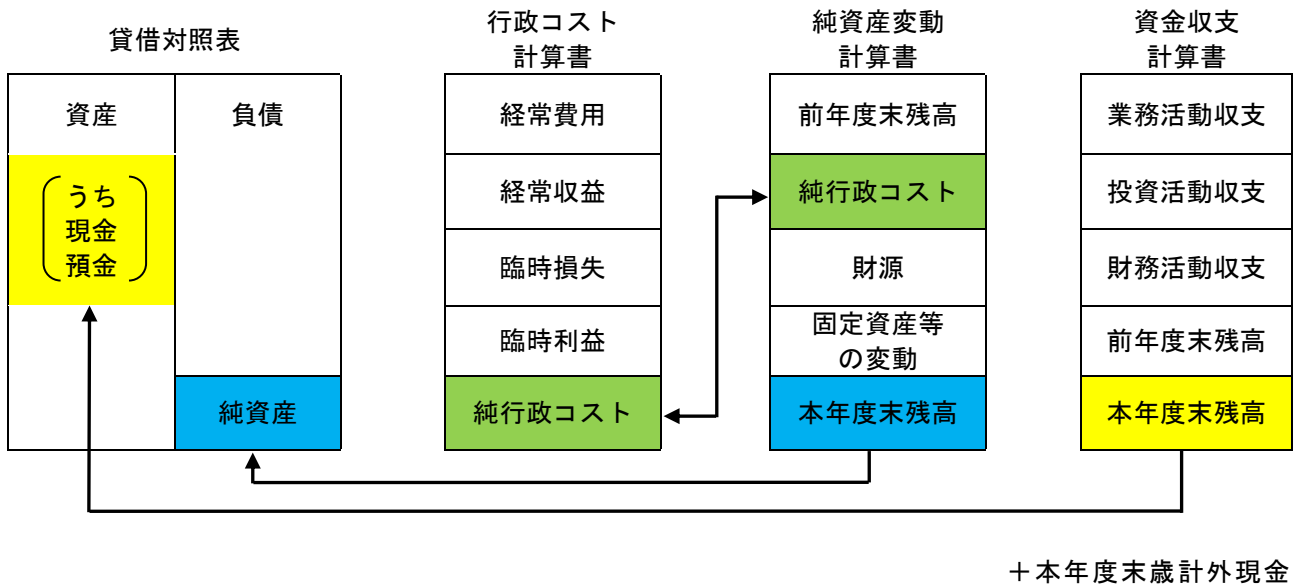 貸借対照表
資産
負債
うち
現金
預金
純資産
行政コスト
計算書
経常費用
経常収益
臨時損失
臨時利益
純行政コスト
純資産変動
計算書
前年度末残高
純行政コスト
財源
固定資産等
の変動
本年度末残高
資金収支
計算書
業務活動収支
投資活動収支
財務活動収支
前年度末残高
本年度末残高
＋本年度末歳計外現金